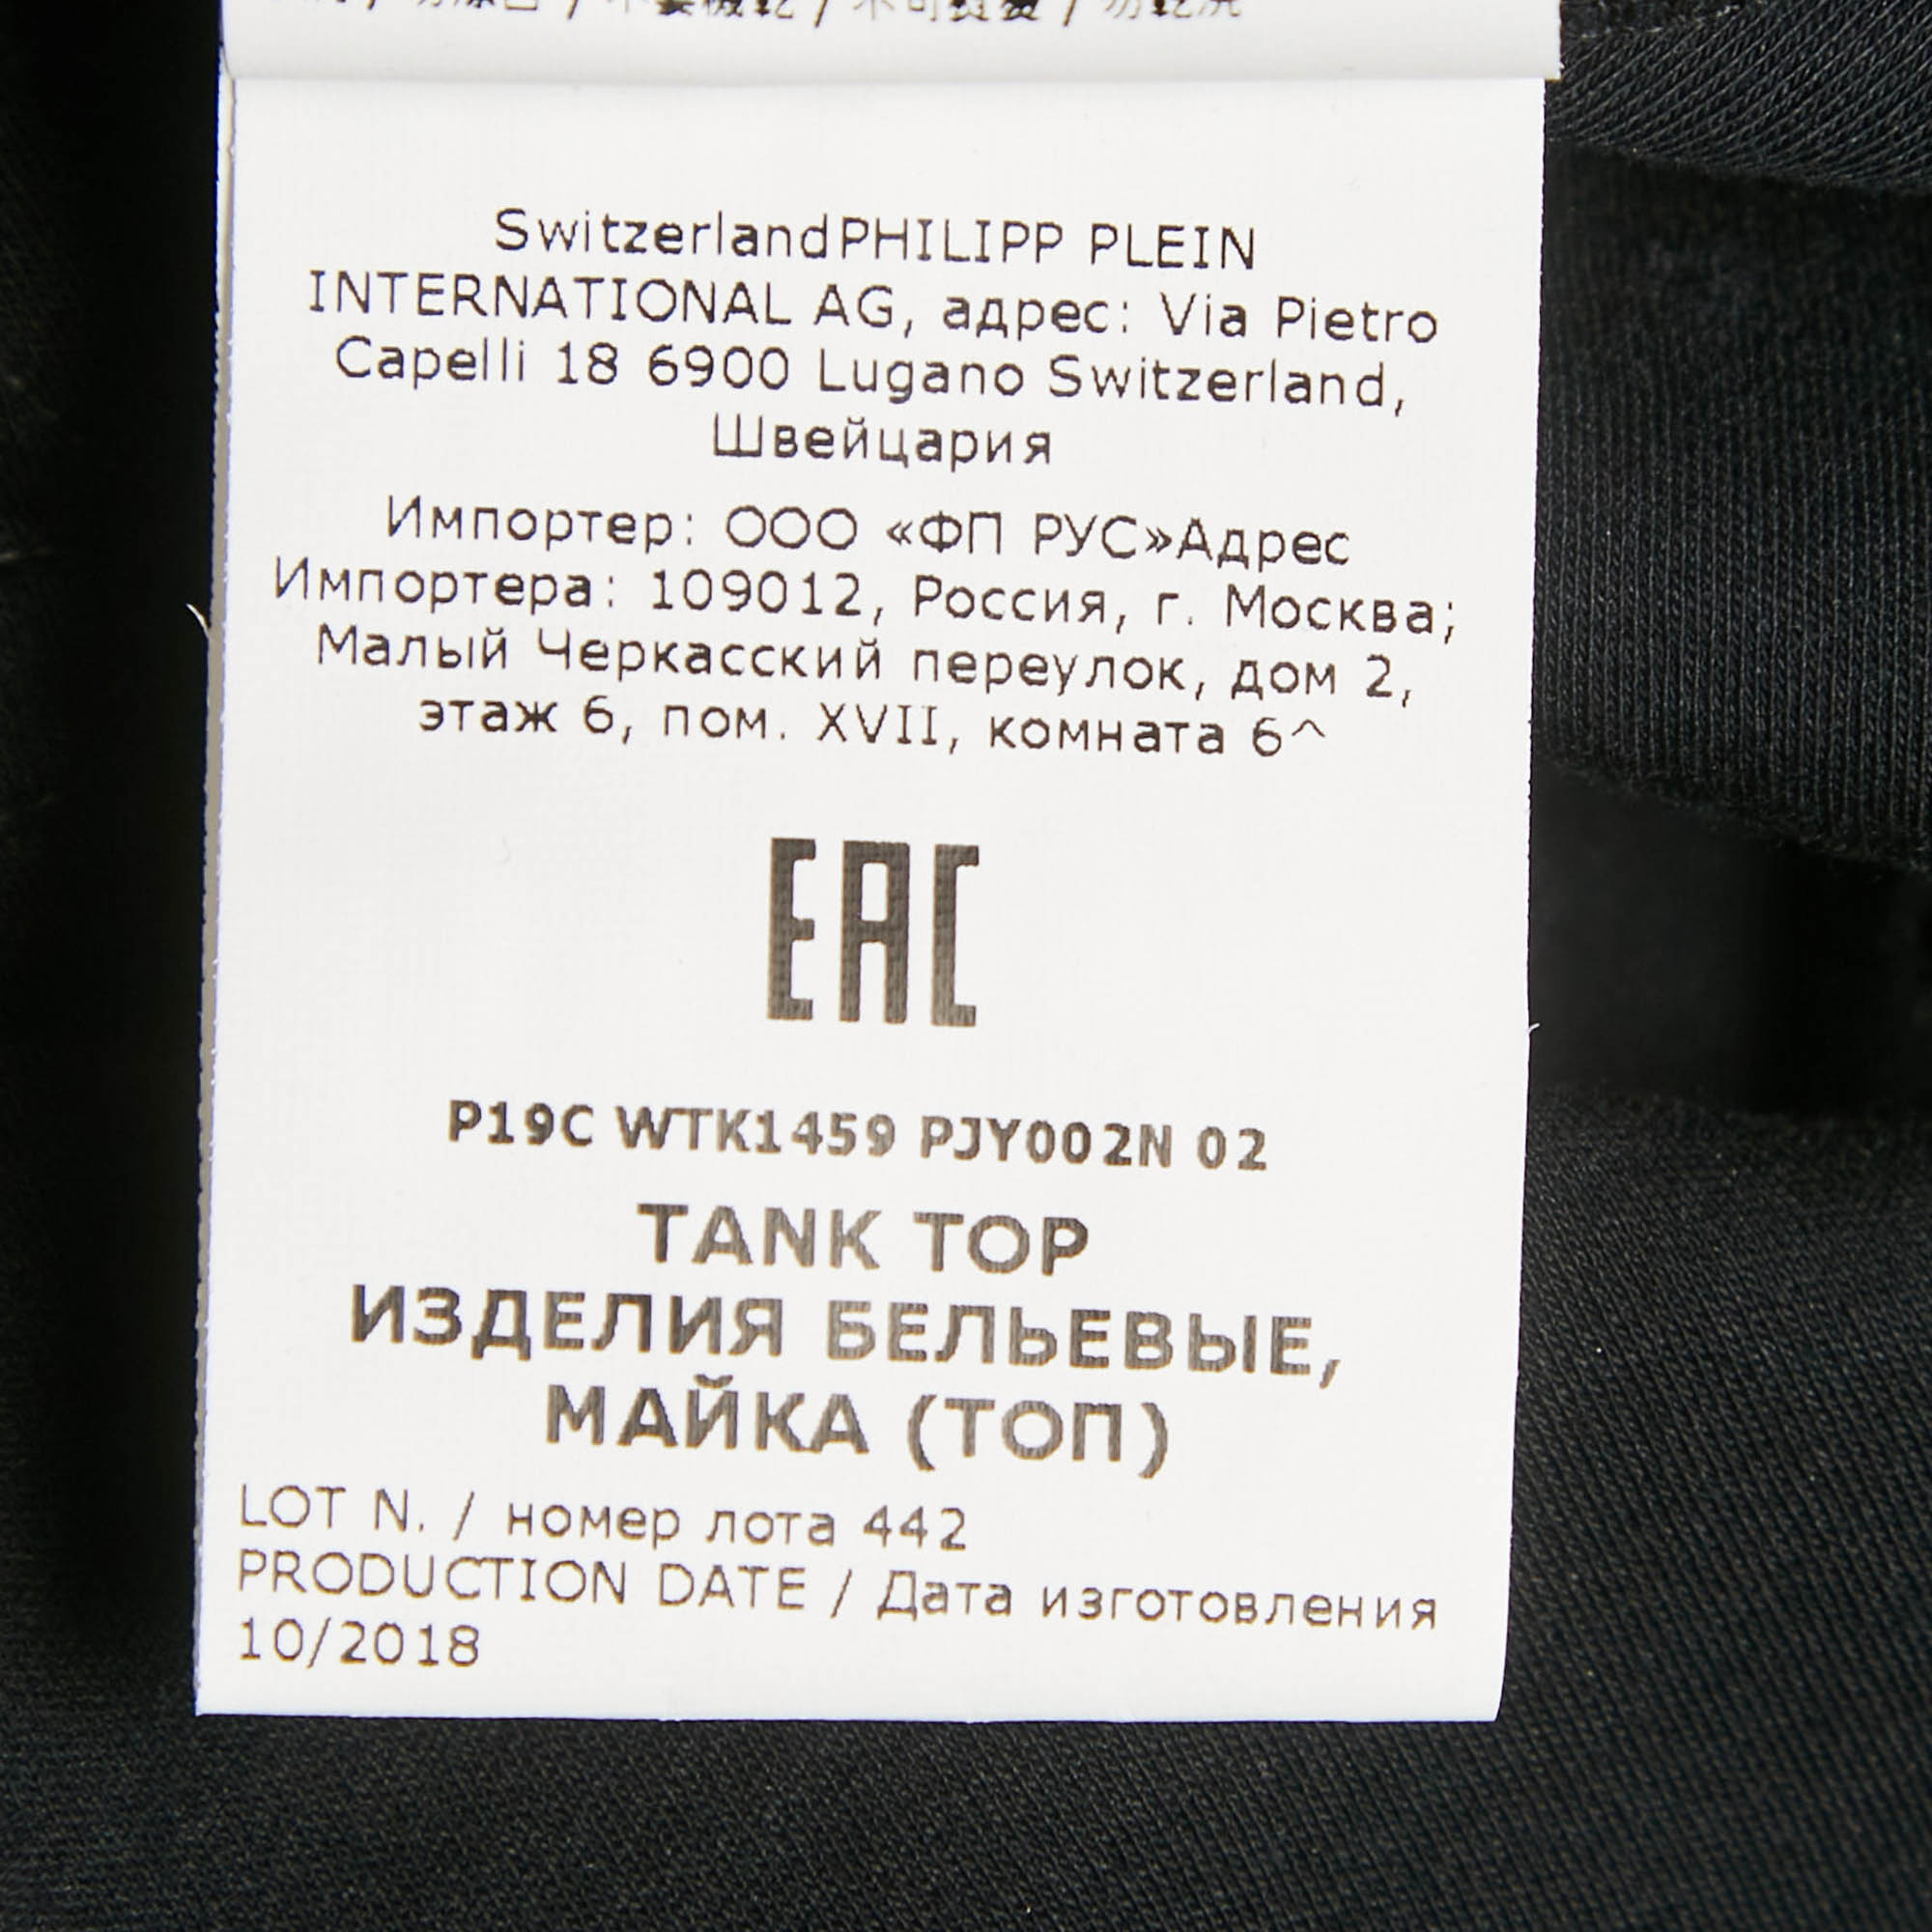 SwitzerlandPHILIPP PLEIN
INTERNATIONAL AG, адрес: Via Pietro
Capelli 18 6900 Lugano Switzerland,
Швейцария
Импортер: ООО «ФП РУС»Адрес
Импортера: 109012, Россия, г. Москва;
Малый Черкасский переулок, дом 2,
этаж 6, пом. XVII, комната 6^
EAC
P19C WTK1459 PJY002N 02
TANK TOP
ИЗДЕЛИЯ БЕЛЬЕВЫЕ,
МАЙКА (ТОП)
LOT N. / номер лота 442
PRODUCTION DATE / Дата изготовления
10/2018